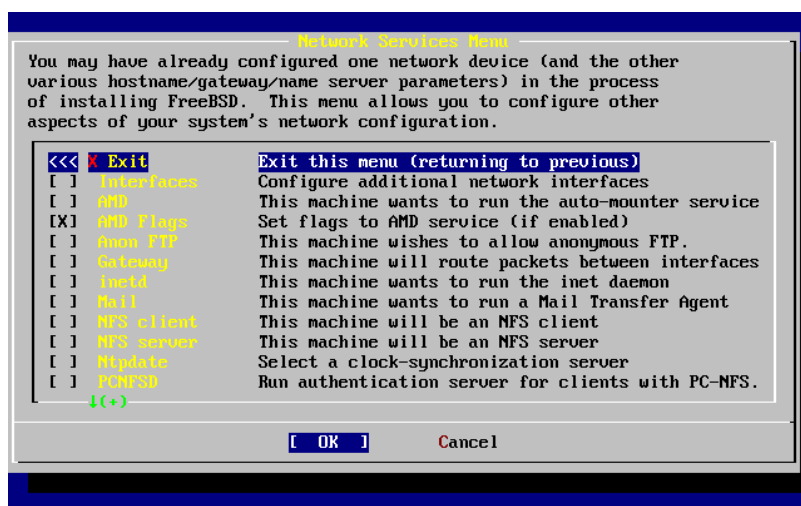 Network Services Menu
You may have already configured one network device (and the other
various hostname/gateway/name server parameters) in the process
of installing FreeBSD.  This menu allows you to configure other
aspects of your system's network configuration.
<<< X Exit Exit this menu (returning to previous)
[ ] Interfaces Configure additional network interfaces
[ ] AMD This machine wants to run the auto-mounter service
[X] AMD Flags Set flags to AMD service (if enabled)
[ ] Anon FTP This machine wishes to allow anonymous FTP.
[ ] Gateway This machine will route packets between interfaces
[ ] inetd This machine wants to run the inet daemon
[ ] Mail This machine wants to run a Mail Transfer Agent
[ ] NFS client This machine will be an NFS client
[ ] NFS server This machine will be an NFS server
[ ] Ntpdate Select a clock-synchronization server
[ ] PCNFSD Run authentication server for clients with PC-NFS.
↓(+)
[ OK ] Cancel